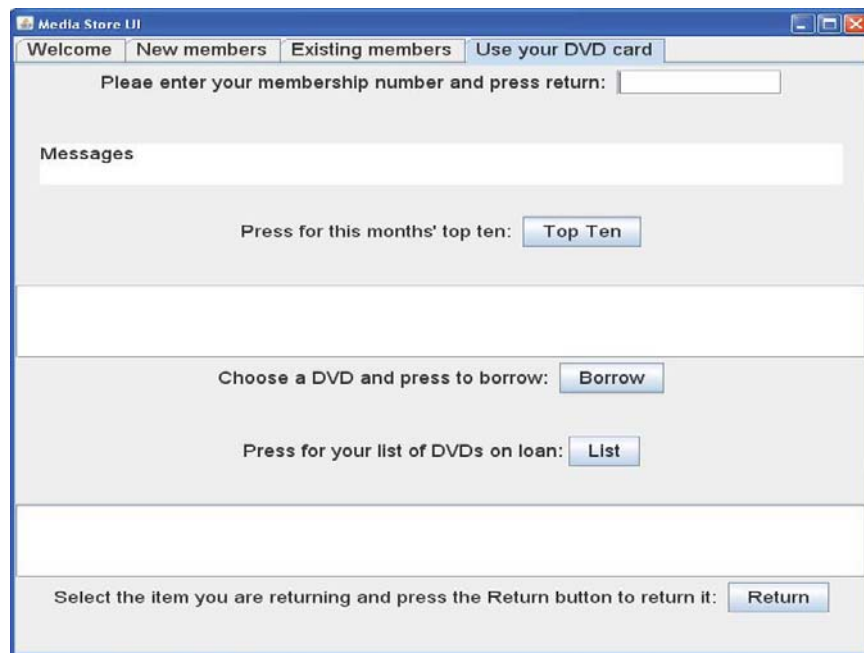 Media Store UI
Welcome New members Existing members Use your DVD card
Pleae enter your membership number and press return:
Messages
Press for this months' top ten: Top Ten
Choose a DVD and press to borrow: Borrow
Press for your list of DVDs on loan: List
Select the item you are returning and press the Return button to return it: Return